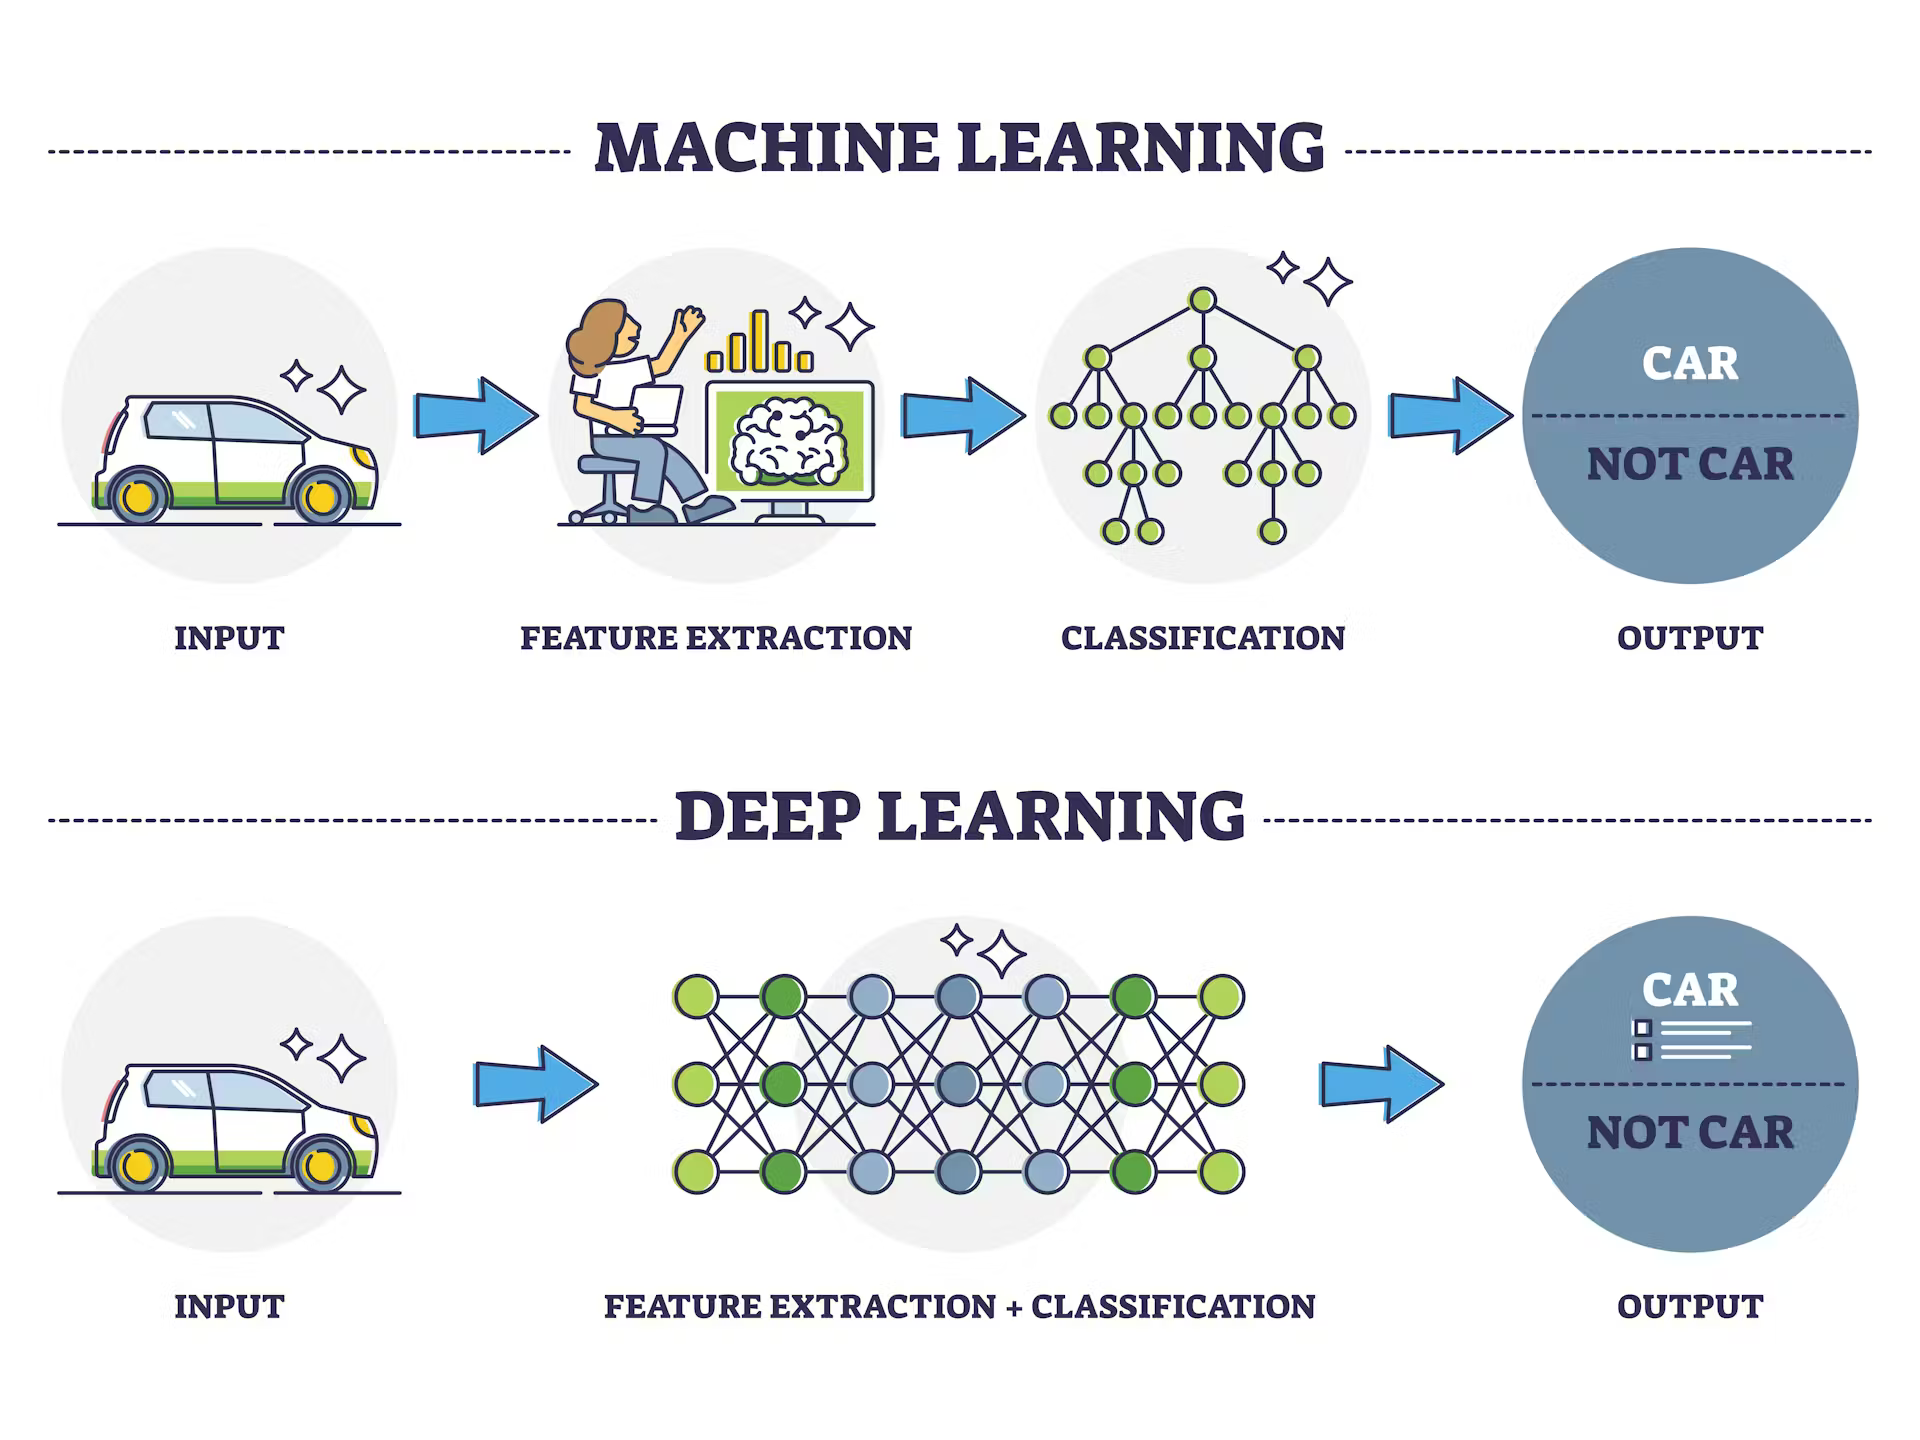 MACHINE LEARNING
CAR
NOT CAR
INPUT
FEATURE EXTRACTION
CLASSIFICATION
OUTPUT
DEEP LEARNING
CAR
NOT CAR
INPUT
FEATURE EXTRACTION + CLASSIFICATION
OUTPUT